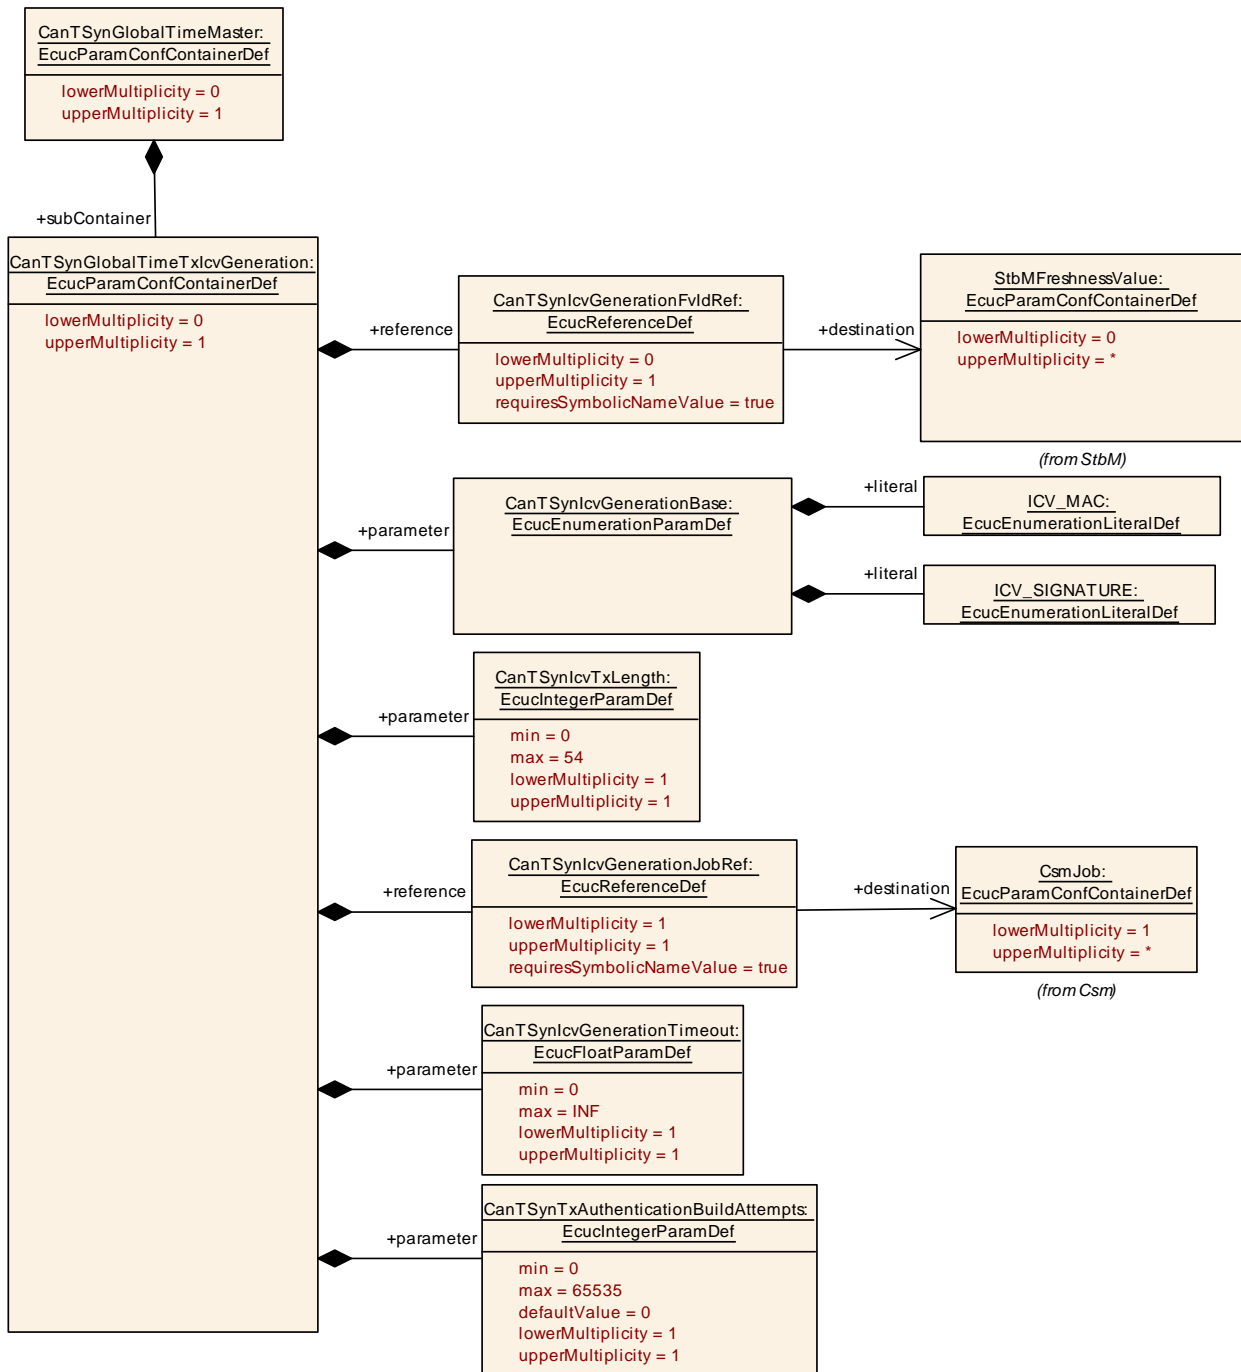 CanTSynGlobalTimeMaster:
EcucParamConfContainerDef
lowerMultiplicity = 0
upperMultiplicity = 1
+subContainer
CanTSynGlobalTimeTxIcvGeneration:
EcucParamConfContainerDef
lowerMultiplicity = 0
upperMultiplicity = 1
+reference
CanTSynIcvGenerationFvIdRef:
EcucReferenceDef
lowerMultiplicity = 0
upperMultiplicity = 1
requiresSymbolicNameValue = true
+destination
StbMFreshnessValue:
EcucParamConfContainerDef
lowerMultiplicity = 0
upperMultiplicity = *
(from StbM)
+parameter
CanTSynIcvGenerationBase:
EcucEnumerationParamDef
+literal
ICV_MAC:
EcucEnumerationLiteralDef
+literal
ICV_SIGNATURE:
EcucEnumerationLiteralDef
+parameter
CanTSynIcvTxLength:
EcucIntegerParamDef
min = 0
max = 54
lowerMultiplicity = 1
upperMultiplicity = 1
+reference
CanTSynIcvGenerationJobRef:
EcucReferenceDef
lowerMultiplicity = 1
upperMultiplicity = 1
requiresSymbolicNameValue = true
+destination
CsmJob:
EcucParamConfContainerDef
lowerMultiplicity = 1
upperMultiplicity = *
(from Csm)
+parameter
CanTSynIcvGenerationTimeout:
EcucFloatParamDef
min = 0
max = INF
lowerMultiplicity = 1
upperMultiplicity = 1
+parameter
CanTSynTxAuthenticationBuildAttempts:
EcucIntegerParamDef
min = 0
max = 65535
defaultValue = 0
lowerMultiplicity = 1
upperMultiplicity = 1